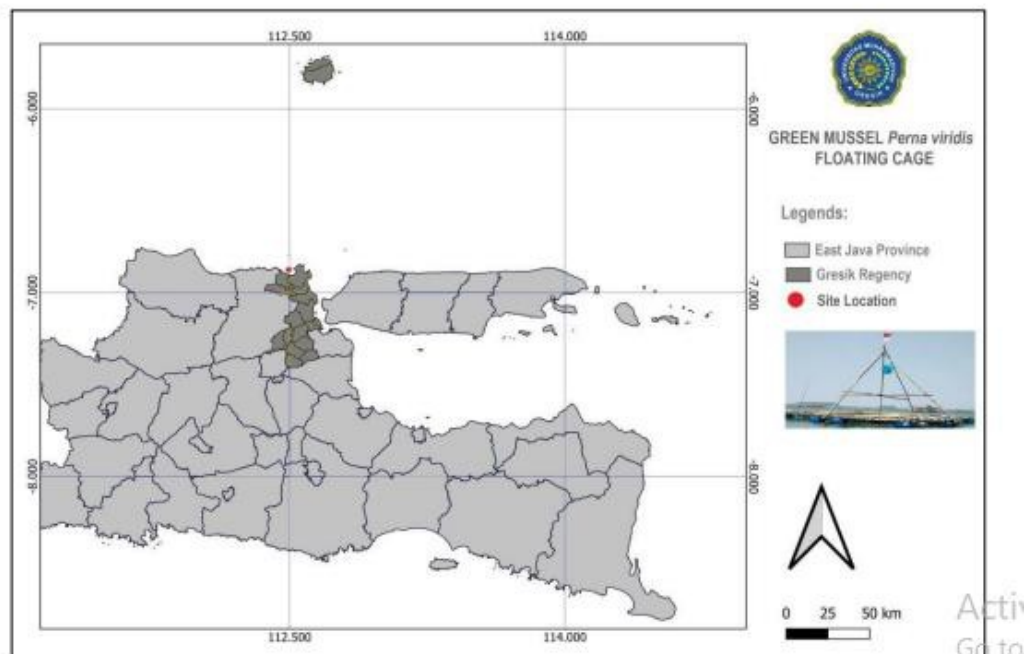 112.500
114.000
-6.000
-6.000
-7.000
-7.000
-8.000
-8.000
112.500
114.000
GREEN MUSSEL Perna viridis
FLOATING CAGE
Legends:
East Java Province
Gresik Regency
Site Location
0 25 50 km
Activ
Go to